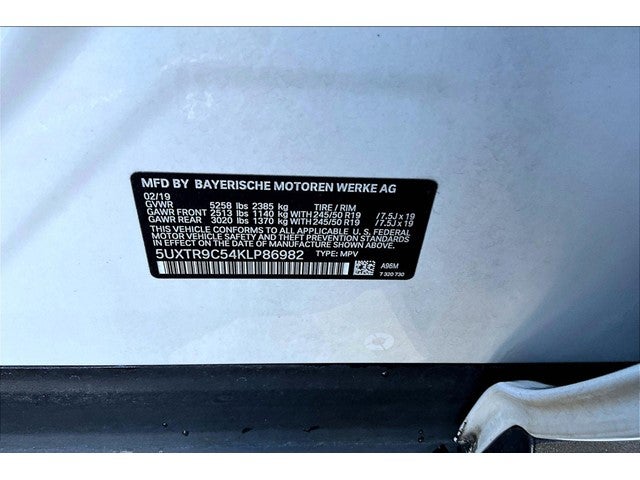 MFD BY BAYERISCHE MOTOREN WERKE AG
02/19
GVWR 5258 lbs 2385 kg TIRE / RIM
GAWR FRONT 2513 lbs 1140 kg WITH 245/50 R19 / 7.5J x 19
GAWR REAR 3020 lbs 1370 kg WITH 245/50 R19 / 7.5J x 19
THIS VEHICLE CONFORMS TO ALL APPLICABLE U. S. FEDERAL
MOTOR VEHICLE SAFETY, BUMPER, AND THEFT PREVENTION
STANDARDS IN EFFECT ON THE DATE OF MANUFACTURE SHOWN ABOVE.
5UXTR9C54KLP86982 TYPE: MPV
A96M
7 320 730